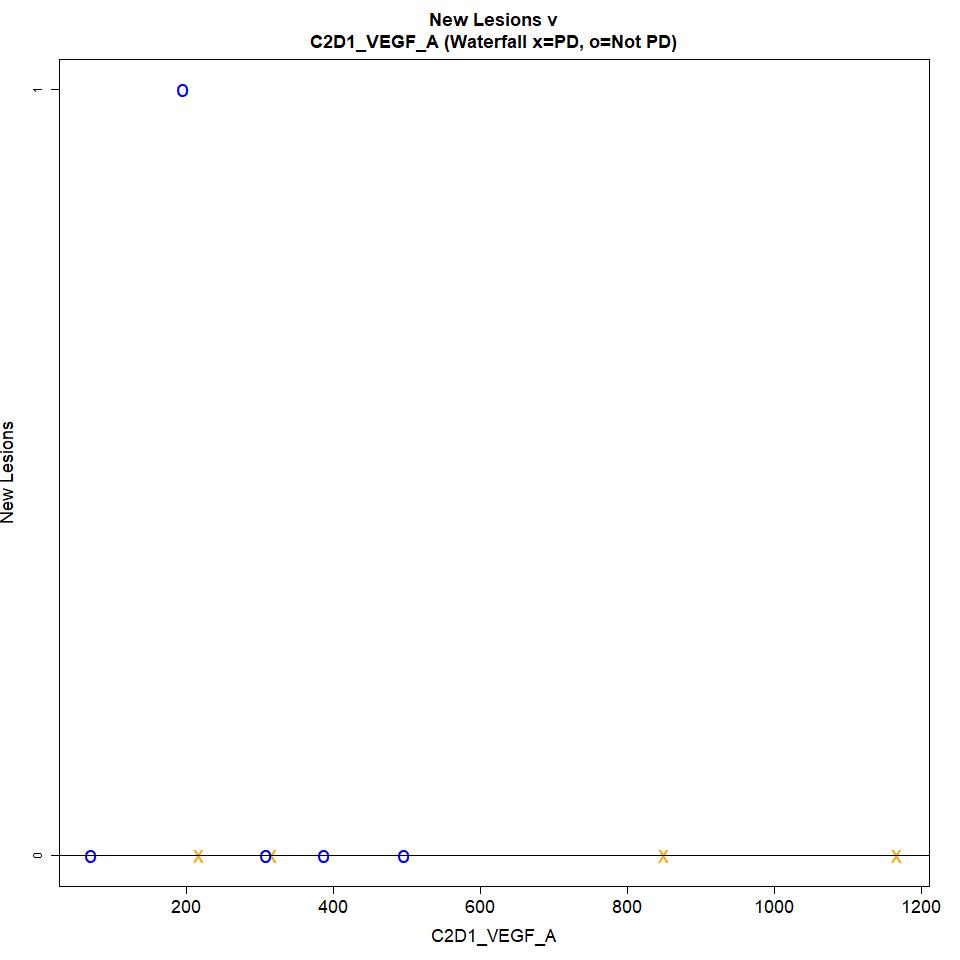 New Lesions v
C2D1_VEGF_A (Waterfall x=PD, o=Not PD)
1
o
New Lesions
0
o x o x o o x x
200 400 600 800 1000 1200
C2D1_VEGF_A